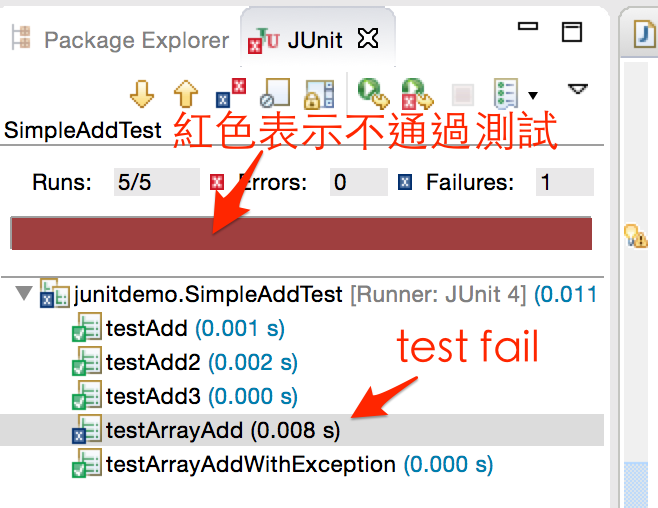 Package Explorer JUnit
SimpleAddTest
紅色表示不通過測試
Runs: 5/5 Errors: 0 Failures: 1
junitdemo.SimpleAddTest [Runner: JUnit 4] (0.011
testAdd (0.001 s)
testAdd2 (0.002 s)
test fail
testAdd3 (0.000 s)
testArrayAdd (0.008 s)
testArrayAddWithException (0.000 s)